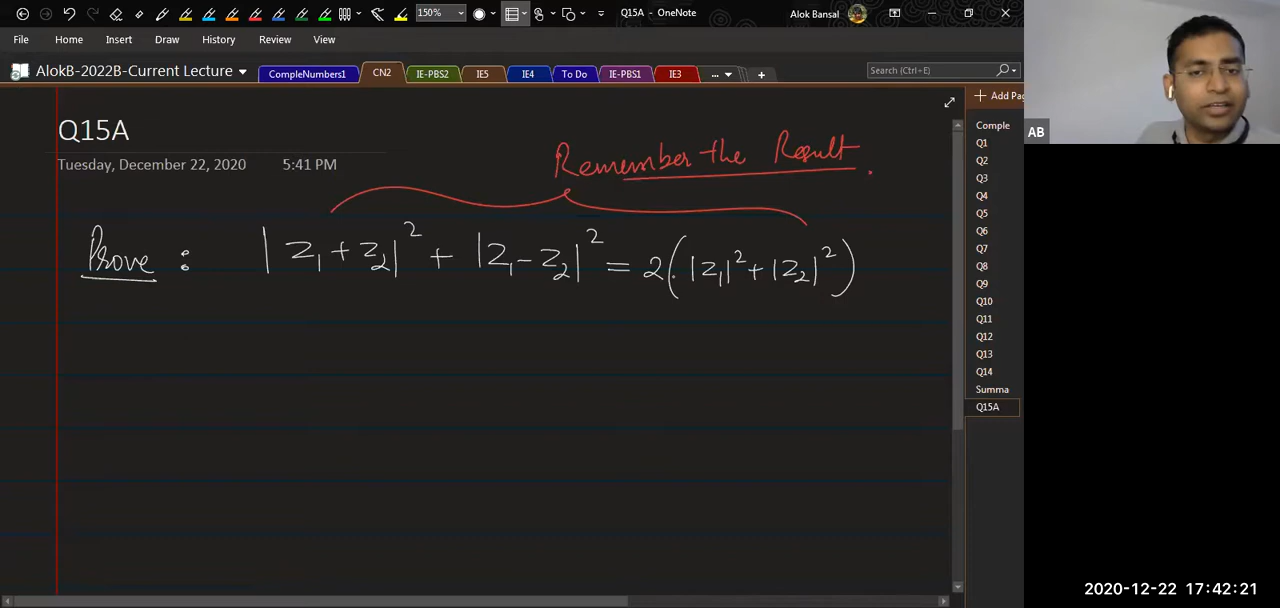 150%
Q15A - OneNote
Alok Bansal
File Home Insert Draw History Review View
AlokB-2022B-Current Lecture
CompleNumbers1 CN2 IE-PBS2 IE5 IE4 To Do IE-PBS1 IE3 ... +
Search (Ctrl+E)
Add Pag
Q15A
Tuesday, December 22, 2020 5:41 PM
Remember the Result.
Prove : |z₁ + z₂|² + |z₁ - z₂|² = 2(|z₁|² + |z₂|²)
Comple
Q1
Q2
Q3
Q4
Q5
Q6
Q7
Q8
Q9
Q10
Q11
Q12
Q13
Q14
Summa
Q15A
AB
2020-12-22 17:42:21